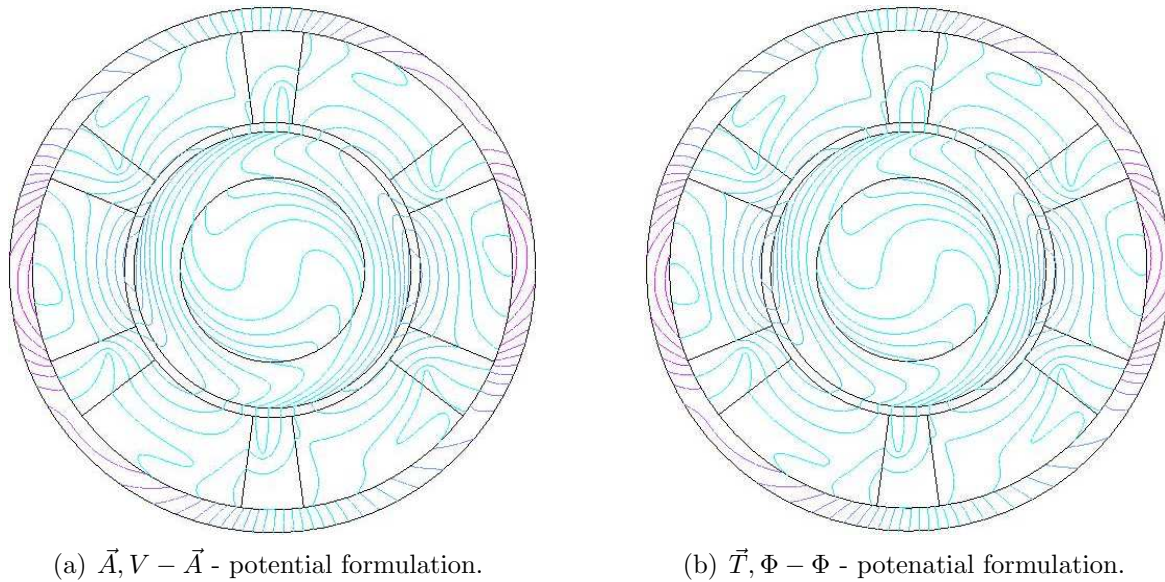 (a) $\vec{A}, V - \vec{A}$ - potential formulation.
(b) $\vec{T}, \Phi - \Phi$ - potenatial formulation.